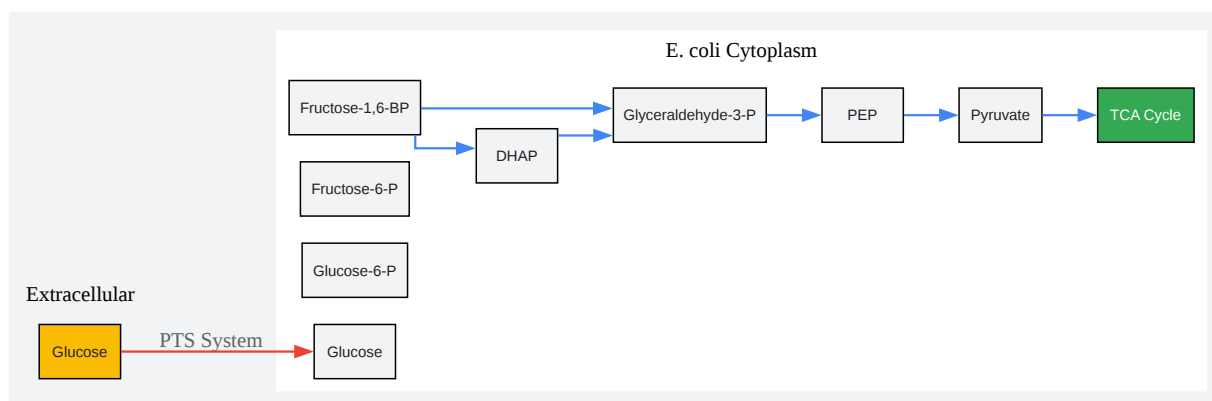 E. coli Cytoplasm
Fructose-1,6-BP
Glyceraldehyde-3-P
PEP
Pyruvate
TCA Cycle
DHAP
Fructose-6-P
Glucose-6-P
Extracellular
Glucose
PTS System
Glucose